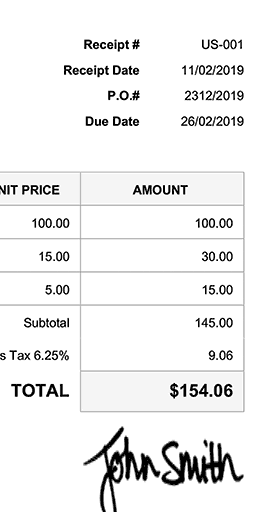 Receipt # US-001
Receipt Date 11/02/2019
P.O.# 2312/2019
Due Date 26/02/2019
NIT PRICE AMOUNT
100.00 100.00
15.00 30.00
5.00 15.00
Subtotal 145.00
s Tax 6.25% 9.06
TOTAL $154.06
John Smith